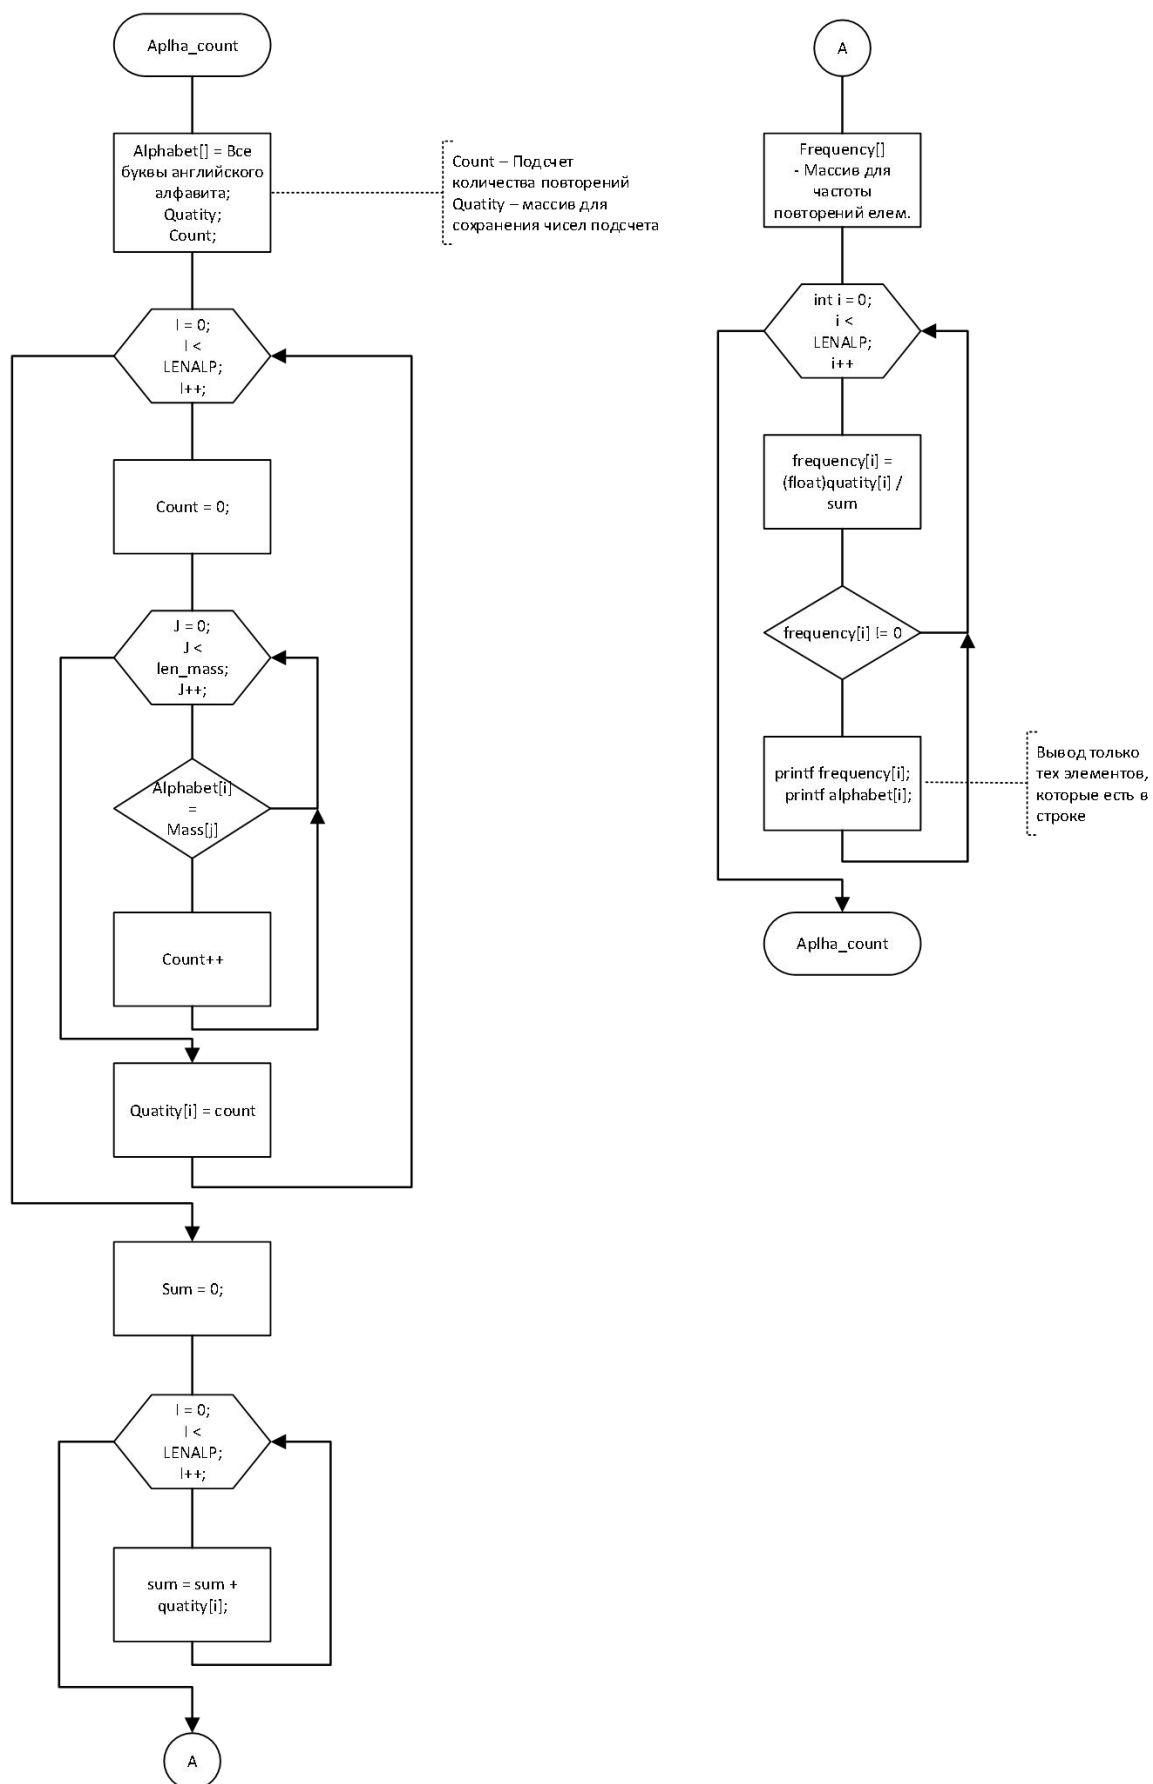 Aplha_count
Alphabet[] = Все
буквы английского
алфавита;
Quatity;
Count;
Count – Подсчет
количества повторений
Quatity – массив для
сохранения чисел подсчета
I = 0;
I <
LENALP;
I++;
Count = 0;
J = 0;
J <
len_mass;
J++;
Alphabet[i]
=
Mass[j]
Count++
Quatity[i] = count
Sum = 0;
I = 0;
I <
LENALP;
I++;
sum = sum +
quatity[i];
A
A
Frequency[]
- Массив для
частоты
повторений елем.
int i = 0;
i <
LENALP;
i++
frequency[i] =
(float)quatity[i] /
sum
frequency[i] != 0
printf frequency[i];
printf alphabet[i];
Вывод только
тех элементов,
которые есть в
строке
Aplha_count